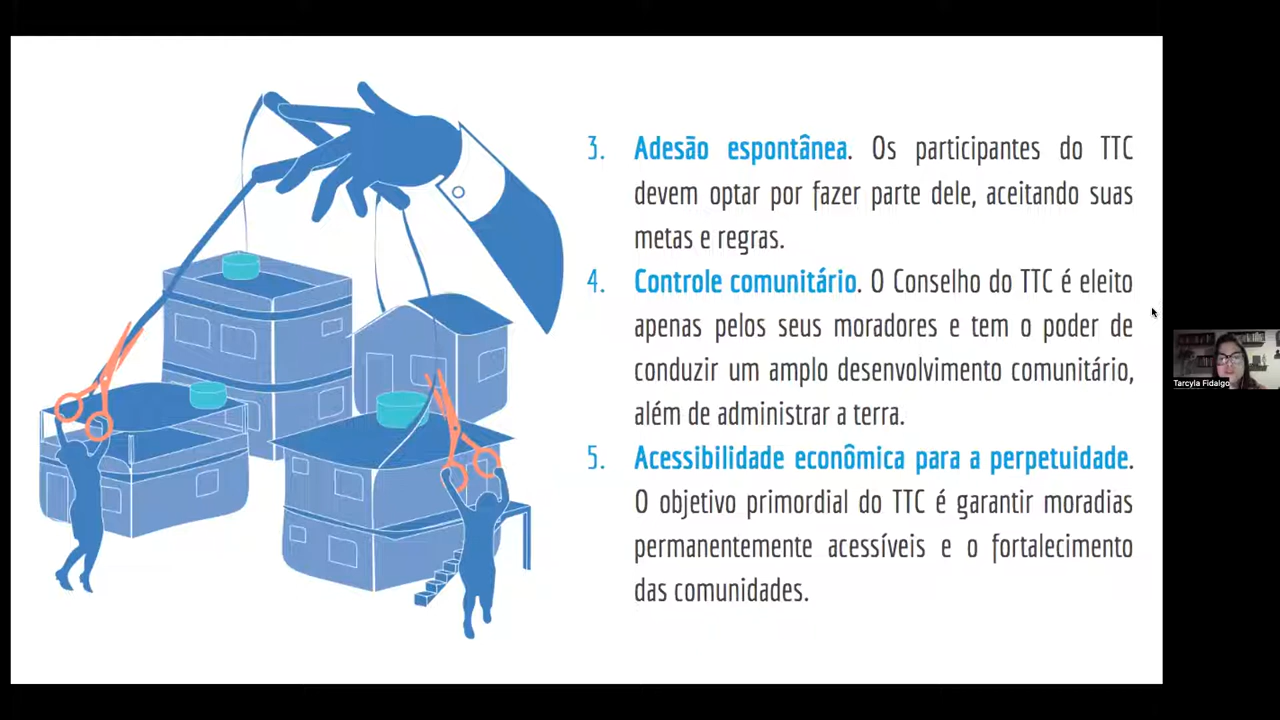 3. Adesão espontânea. Os participantes do TTC
devem optar por fazer parte dele, aceitando suas
metas e regras.
4. Controle comunitário. O Conselho do TTC é eleito
apenas pelos seus moradores e tem o poder de
conduzir um amplo desenvolvimento comunitário,
além de administrar a terra.
5. Acessibilidade econômica para a perpetuidade.
O objetivo primordial do TTC é garantir moradias
permanentemente acessíveis e o fortalecimento
das comunidades.
Tarcyla Fidalgo